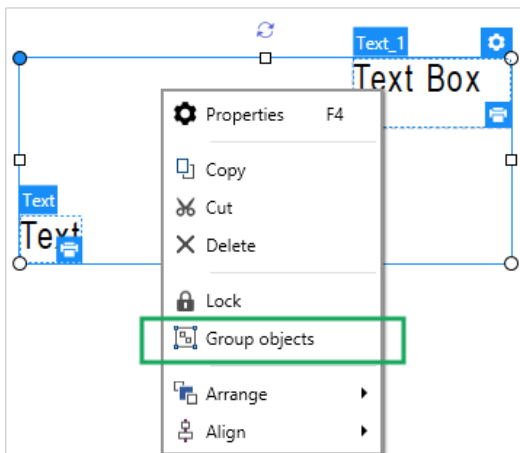 Text_1
Text Box
Properties F4
Copy
Cut
Delete
Text
Text
Lock
Group objects
Arrange
Align